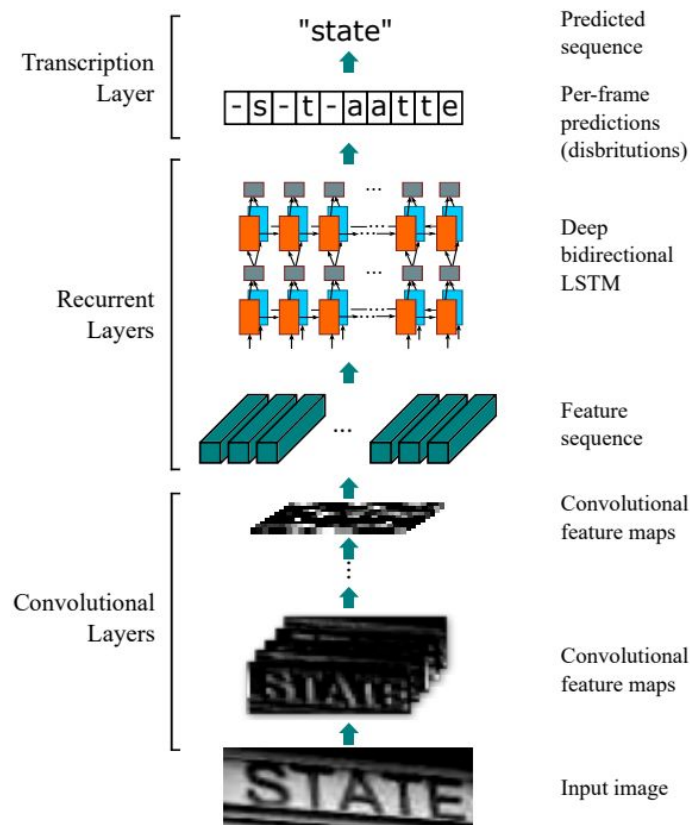 "state"
Predicted
sequence
Transcription
Layer
-s-t-aatte
Per-frame
predictions
(disbritutions)
...
Deep
bidirectional
LSTM
...
Recurrent
Layers
...
...
Feature
sequence
...
Convolutional
feature maps
...
Convolutional
Layers
STATE
Convolutional
feature maps
STATE
Input image